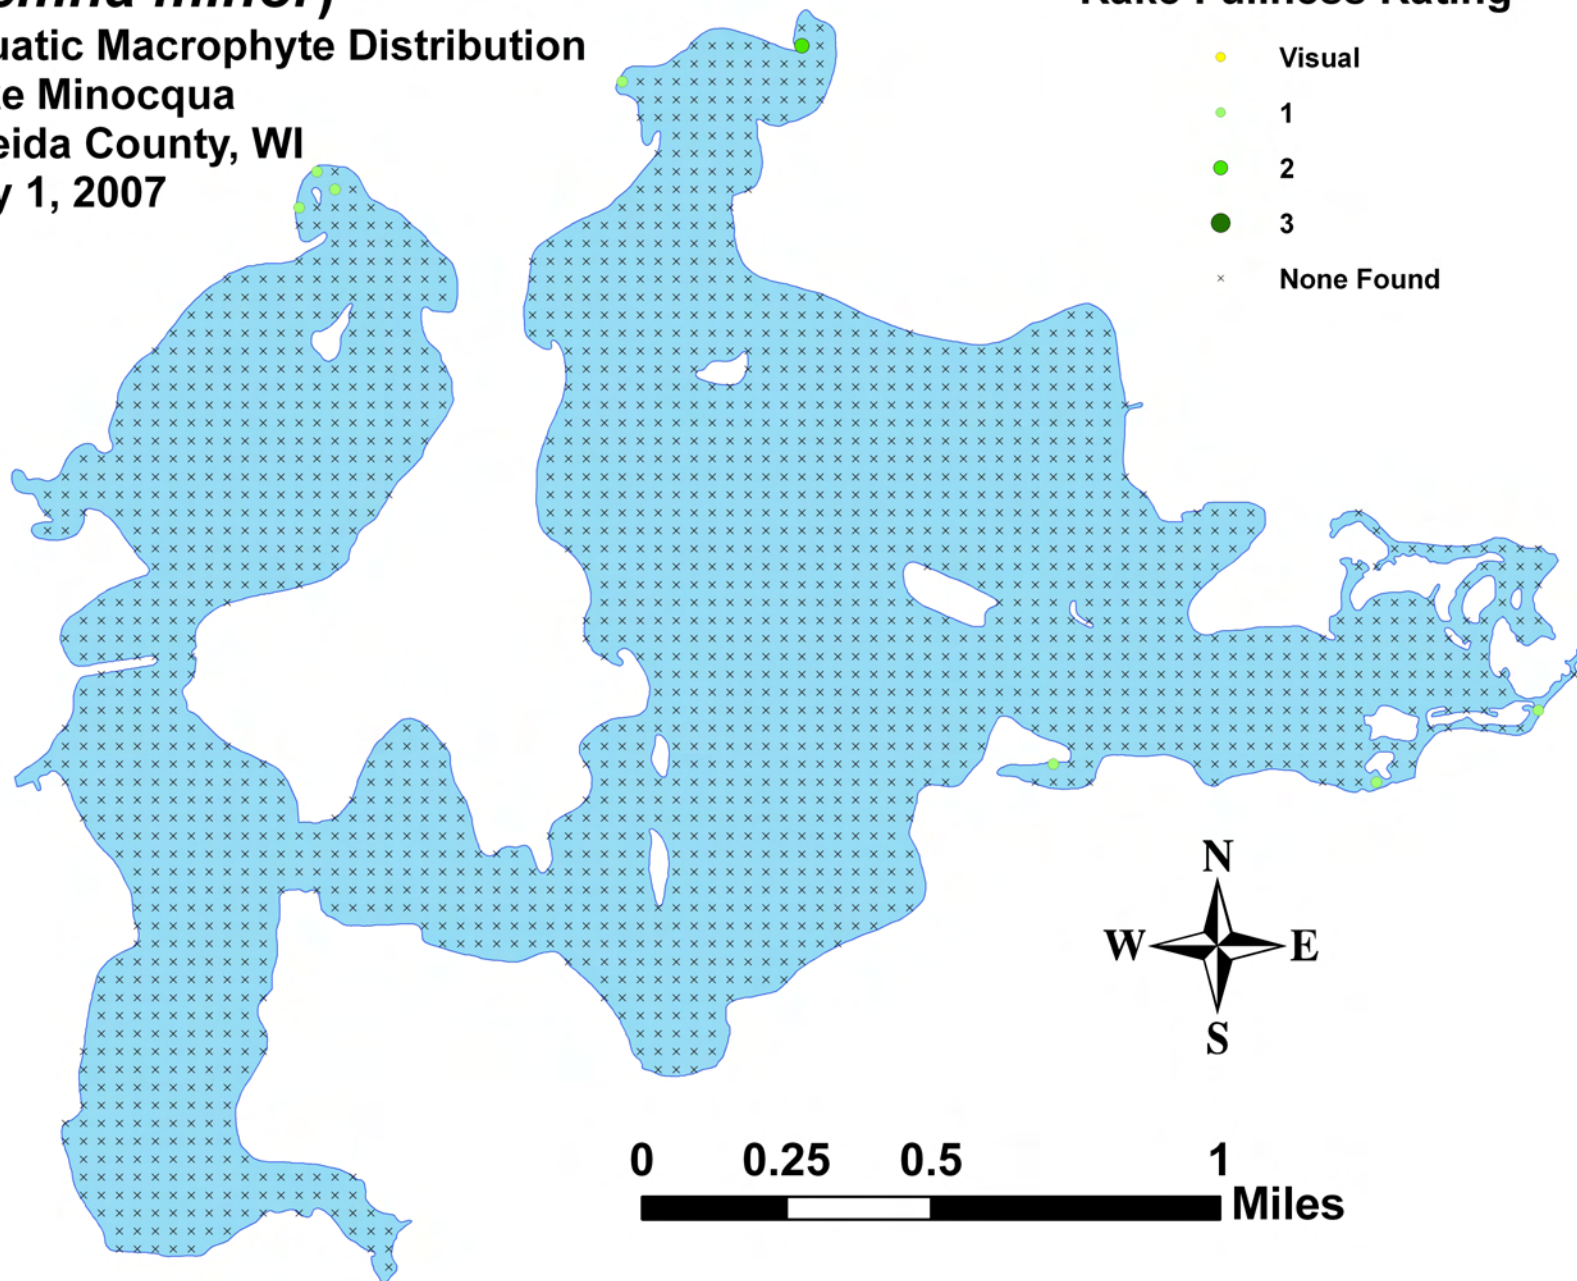 uatic Macrophyte Distribution
e Minocqua
eida County, WI
y 1, 2007
Visual
1
2
3
None Found
N
W E
S
0 0.25 0.5 1
Miles